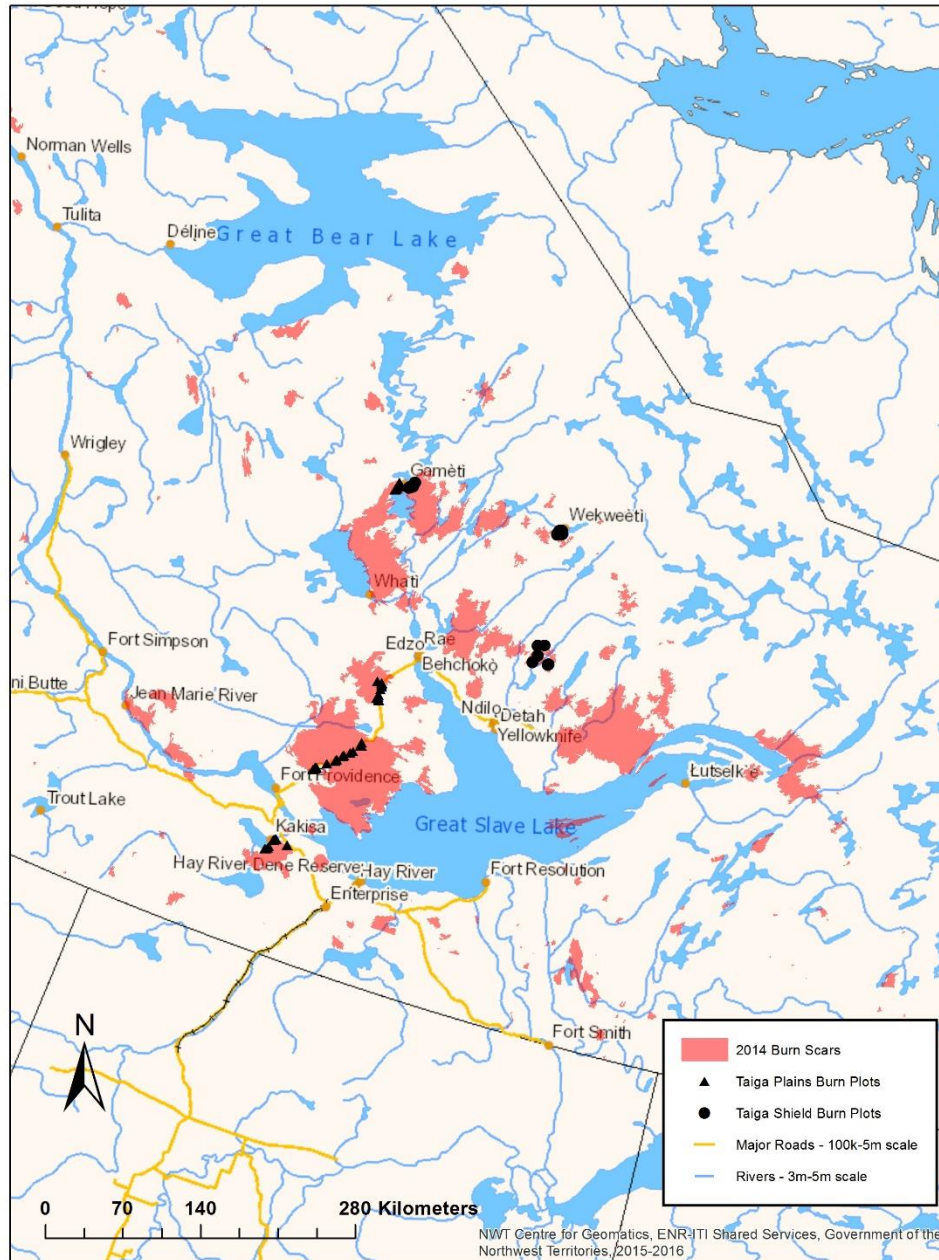 Norman Wells
Tulita
Délįne
Great Bear Lake
Wrigley
Gamètì
Wekweètì
Whatì
Fort Simpson
Edzo
Rae
Behchokǫ̀
Jean Marie River
Ndilo
Detah
Yellowknife
Fort Providence
Łutselk'e
Trout Lake
Kakisa
Great Slave Lake
Hay River Dene Reserve
Hay River
Fort Resolution
Enterprise
Fort Smith
N
2014 Burn Scars
Taiga Plains Burn Plots
Taiga Shield Burn Plots
Major Roads - 100k-5m scale
Rivers - 3m-5m scale
0 70 140 280 Kilometers
NWT Centre for Geomatics, ENR-ITI Shared Services, Government of the
Northwest Territories, 2015-2016